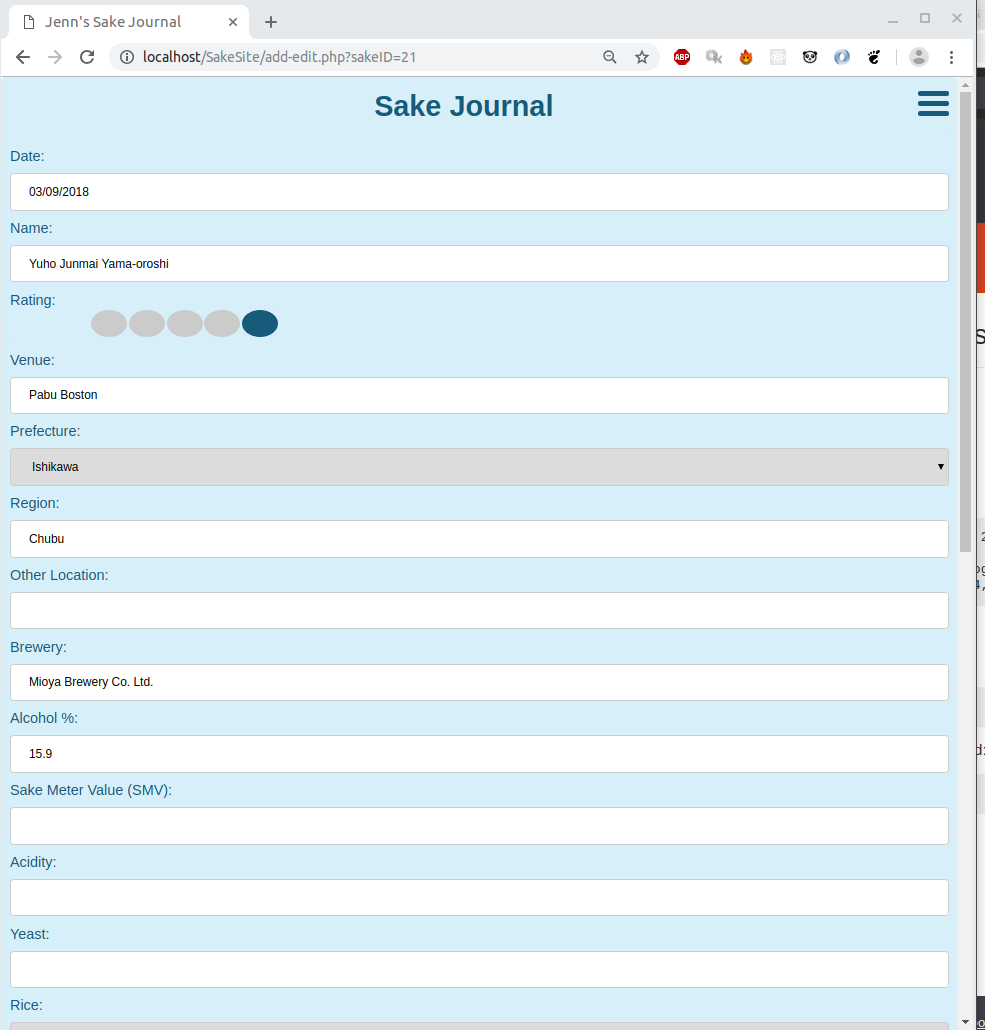 Jenn's Sake Journal
localhost/SakeSite/add-edit.php?sakeID=21
ABP
Sake Journal
Date:
03/09/2018
Name:
Yuho Junmai Yama-oroshi
Rating:
Venue:
Pabu Boston
Prefecture:
Ishikawa
Region:
Chubu
Other Location:
Brewery:
Mioya Brewery Co. Ltd.
Alcohol %:
15.9
Sake Meter Value (SMV):
Acidity:
Yeast:
Rice: